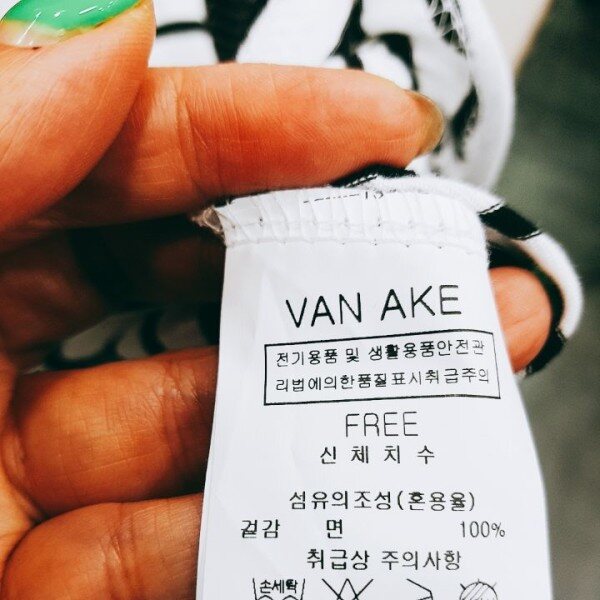 VAN AKE
전기용품 및 생활용품안전관
리법에의한품질표시취급주의
FREE
신체치수
섬유의조성(혼용율)
겉감 면 100%
취급상 주의사항
손세탁